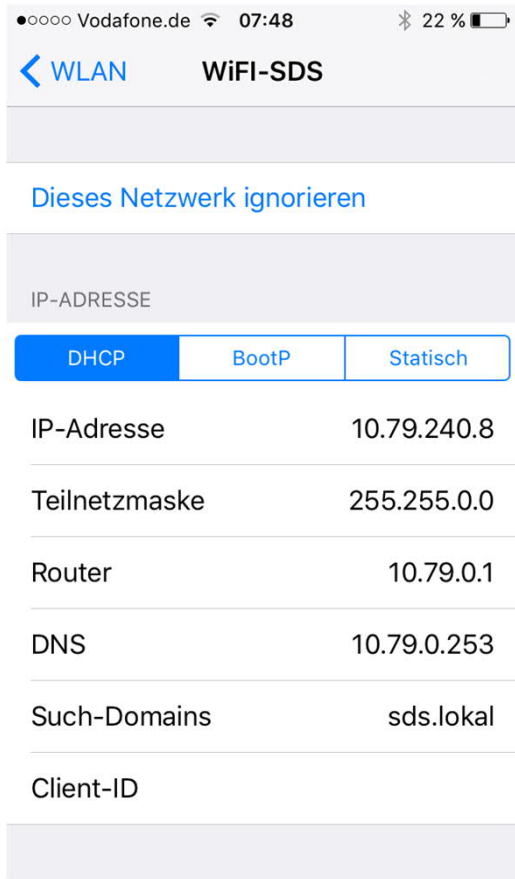 ●○○○○ Vodafone.de 07:48 22 %
WLAN WiFI-SDS
Dieses Netzwerk ignorieren
IP-ADRESSE
DHCP BootP Statisch
IP-Adresse 10.79.240.8
Teilnetzmaske 255.255.0.0
Router 10.79.0.1
DNS 10.79.0.253
Such-Domains sds.lokal
Client-ID